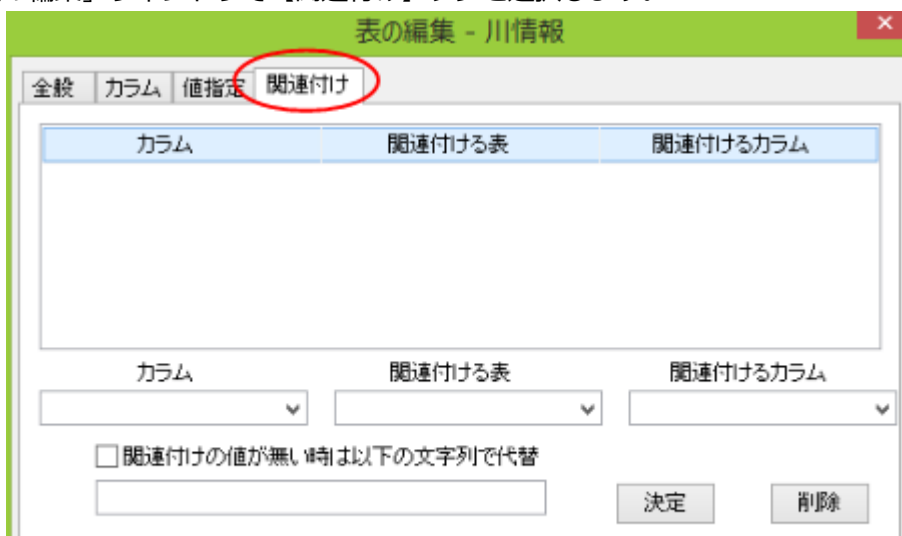 表の編集 - 川情報
全般 カラム 値指定 関連付け
カラム 関連付ける表 関連付けるカラム
カラム 関連付ける表 関連付けるカラム
関連付けの値が無い時は以下の文字列で代替
決定 削除